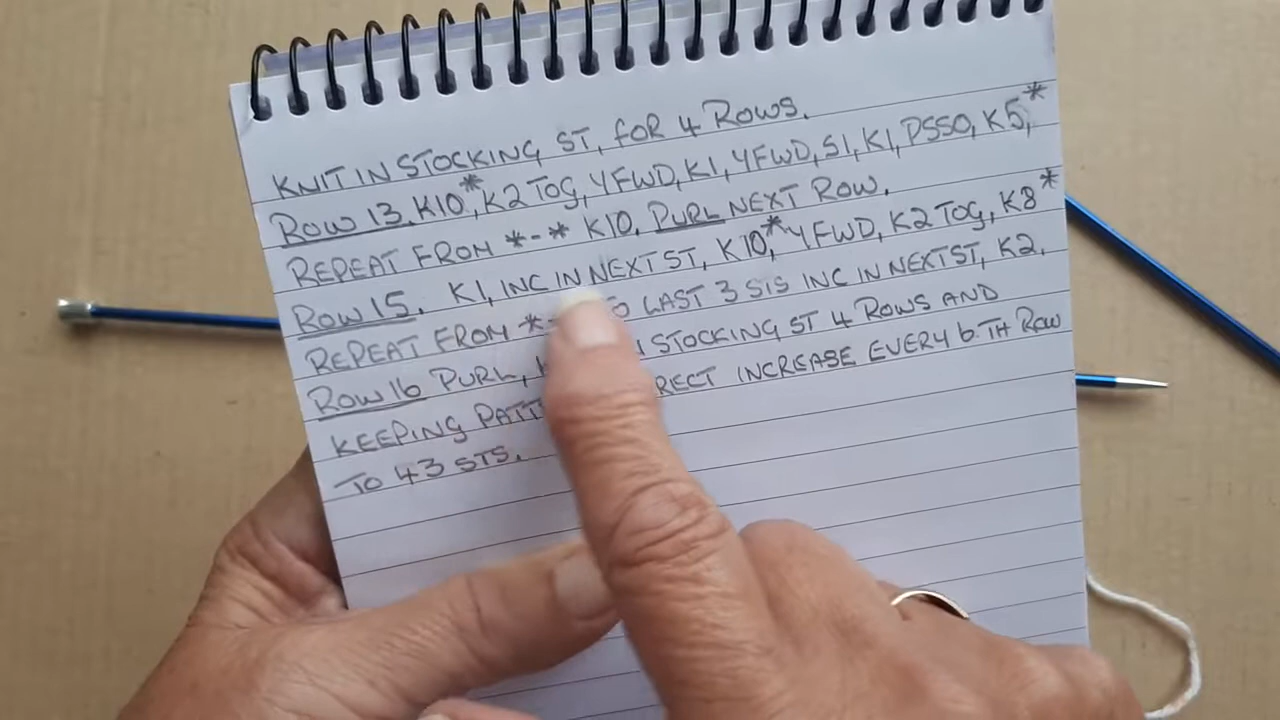 KNIT IN STOCKING ST, FOR 4 ROWS.
ROW 13. K10*, K2 TOG, YFWD, K1, YFWD, S1, K1, PSSO, K5,*
REPEAT FROM *-* K10. PURL NEXT ROW.
ROW 15. K1, INC IN NEXT ST, K10,* YFWD, K2 TOG, K8*
REPEAT FROM *- LAST 3 STS INC IN NEXT ST, K2.
ROW 16 PURL, STOCKING ST 4 ROWS AND
KEEPING INCREASE EVERY 6TH ROW
TO 43 STS.